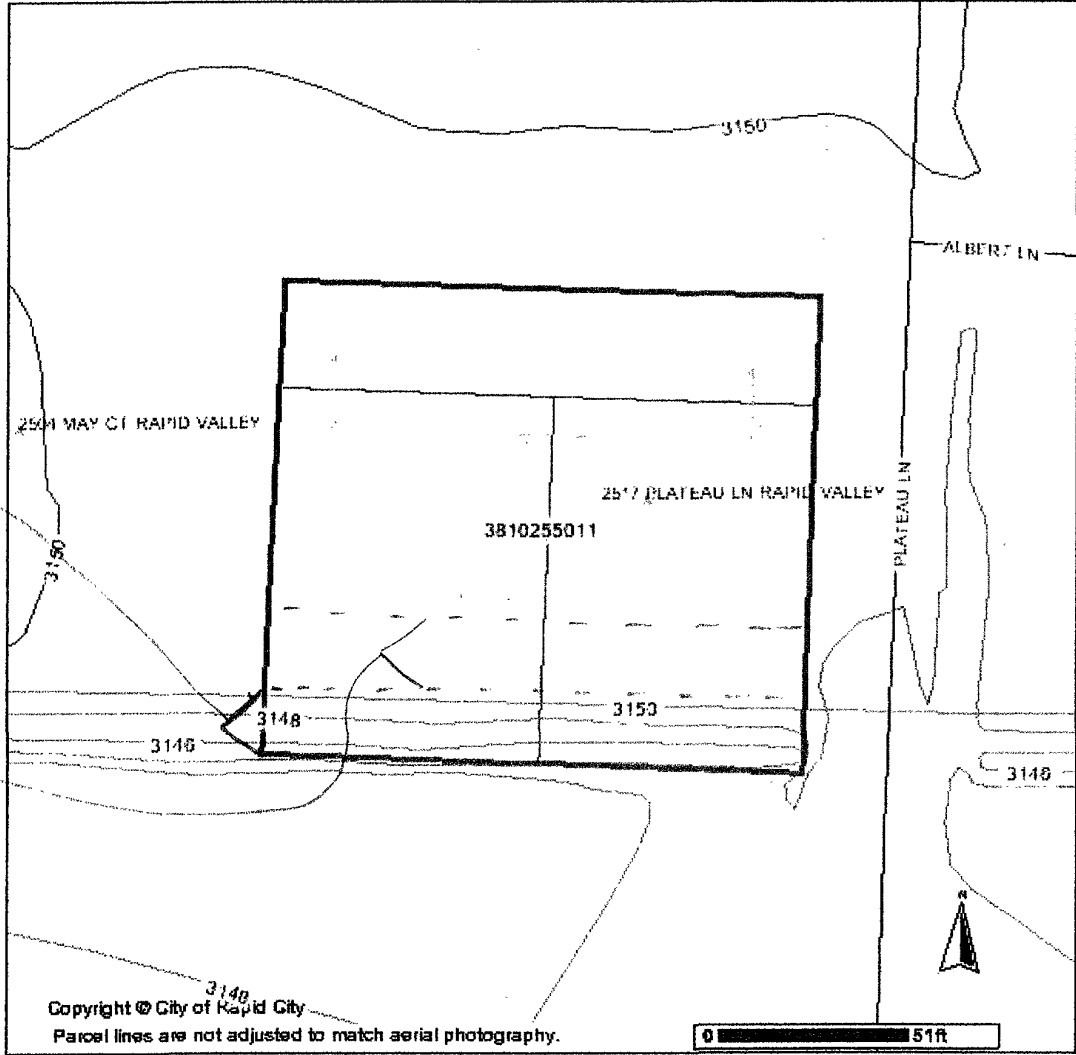 3150
ALBERT LN
2504 MAY CT RAPID VALLEY
2517 PLATEAU LN RAPID VALLEY
PLATEAU LN
3810255011
3150
3150
3148
3146
3148
N
3148
Copyright © City of Rapid City
Parcel lines are not adjusted to match aerial photography.
0 51ft